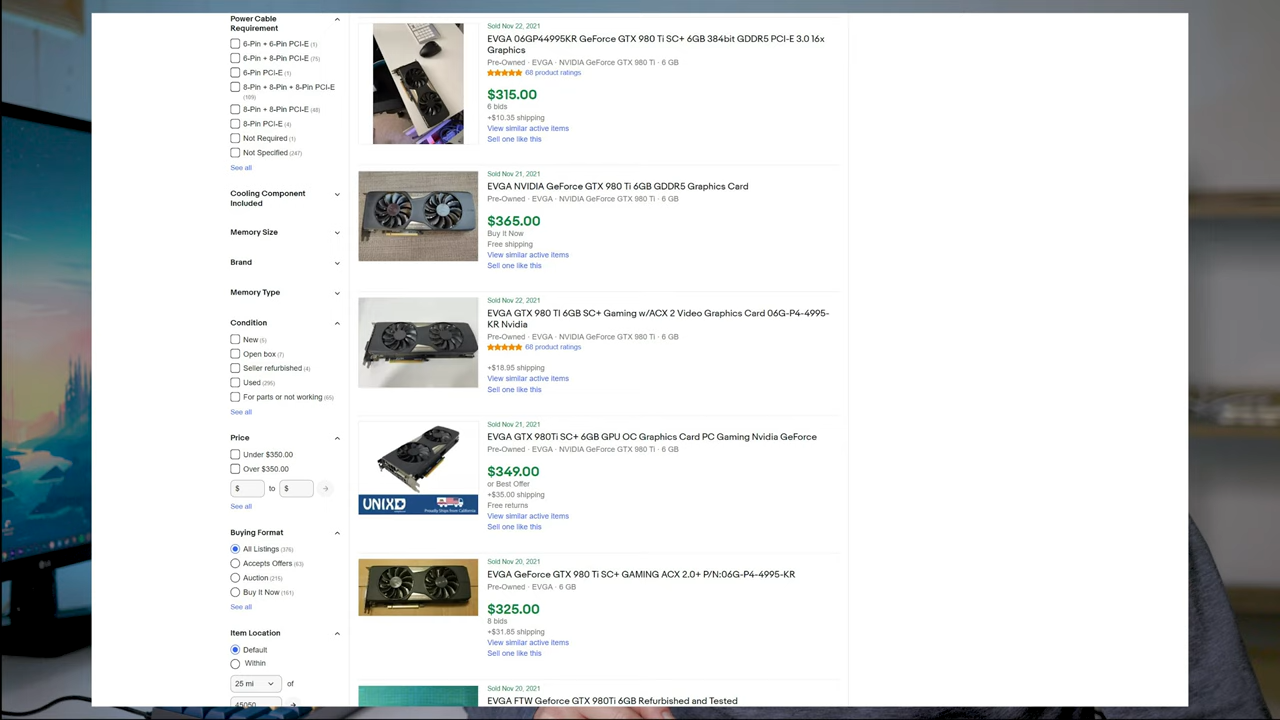 Power Cable
Requirement
6-Pin + 6-Pin PCI-E (1)
6-Pin + 8-Pin PCI-E (75)
6-Pin PCI-E (1)
8-Pin + 8-Pin + 8-Pin PCI-E
(199)
8-Pin + 8-Pin PCI-E (48)
8-Pin PCI-E (4)
Not Required (1)
Not Specified (247)
See all
Cooling Component
Included
Memory Size
Brand
Memory Type
Condition
New (5)
Open box (7)
Seller refurbished (4)
Used (295)
For parts or not working (65)
See all
Price
Under $350.00
Over $350.00
$ to $
See all
Buying Format
All Listings (376)
Accepts Offers (63)
Auction (215)
Buy It Now (161)
See all
Item Location
Default
Within
25 mi of
45050
Sold Nov 22, 2021
EVGA 06GP44995KR GeForce GTX 980 Ti SC+ 6GB 384bit GDDR5 PCI-E 3.0 16x
Graphics
Pre-Owned · EVGA · NVIDIA GeForce GTX 980 Ti · 6 GB
68 product ratings
$315.00
6 bids
+$10.35 shipping
View similar active items
Sell one like this
Sold Nov 21, 2021
EVGA NVIDIA GeForce GTX 980 Ti 6GB GDDR5 Graphics Card
Pre-Owned · EVGA · NVIDIA GeForce GTX 980 Ti · 6 GB
$365.00
Buy It Now
Free shipping
View similar active items
Sell one like this
Sold Nov 22, 2021
EVGA GTX 980 TI 6GB SC+ Gaming w/ACX 2 Video Graphics Card 06G-P4-4995-
KR Nvidia
Pre-Owned · EVGA · NVIDIA GeForce GTX 980 Ti · 6 GB
68 product ratings
+$18.95 shipping
View similar active items
Sell one like this
Sold Nov 21, 2021
EVGA GTX 980Ti SC+ 6GB GPU OC Graphics Card PC Gaming Nvidia GeForce
Pre-Owned · EVGA · NVIDIA GeForce GTX 980 Ti · 6 GB
$349.00
or Best Offer
+$35.00 shipping
Free returns
View similar active items
Sell one like this
UNIX
Proudly Ships from California
Sold Nov 20, 2021
EVGA GeForce GTX 980 Ti SC+ GAMING ACX 2.0+ P/N:06G-P4-4995-KR
Pre-Owned · EVGA · 6 GB
$325.00
8 bids
+$31.85 shipping
View similar active items
Sell one like this
Sold Nov 20, 2021
EVGA FTW Geforce GTX 980Ti 6GB Refurbished and Tested